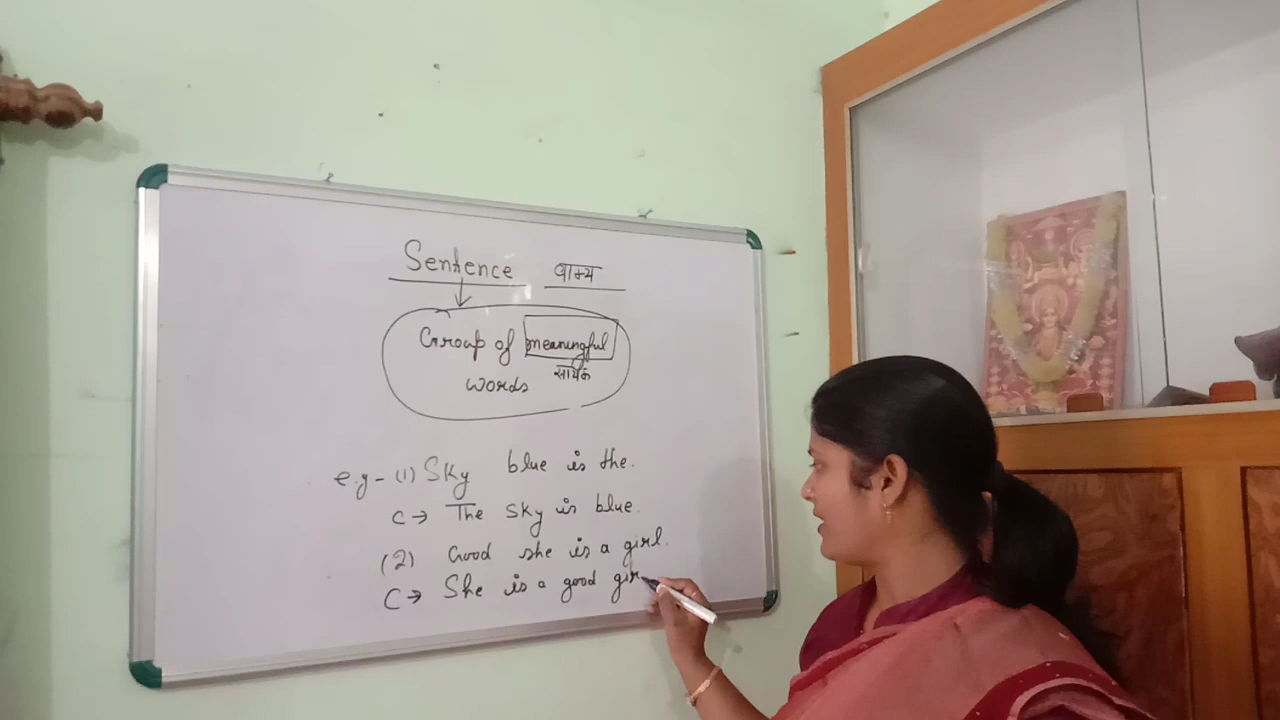 Sentence वाक्य
Group of meaningful
words सार्थक
e.g - (1) Sky blue is the.
C → The sky is blue.
(2) Good she is a girl.
C → She is a good gir